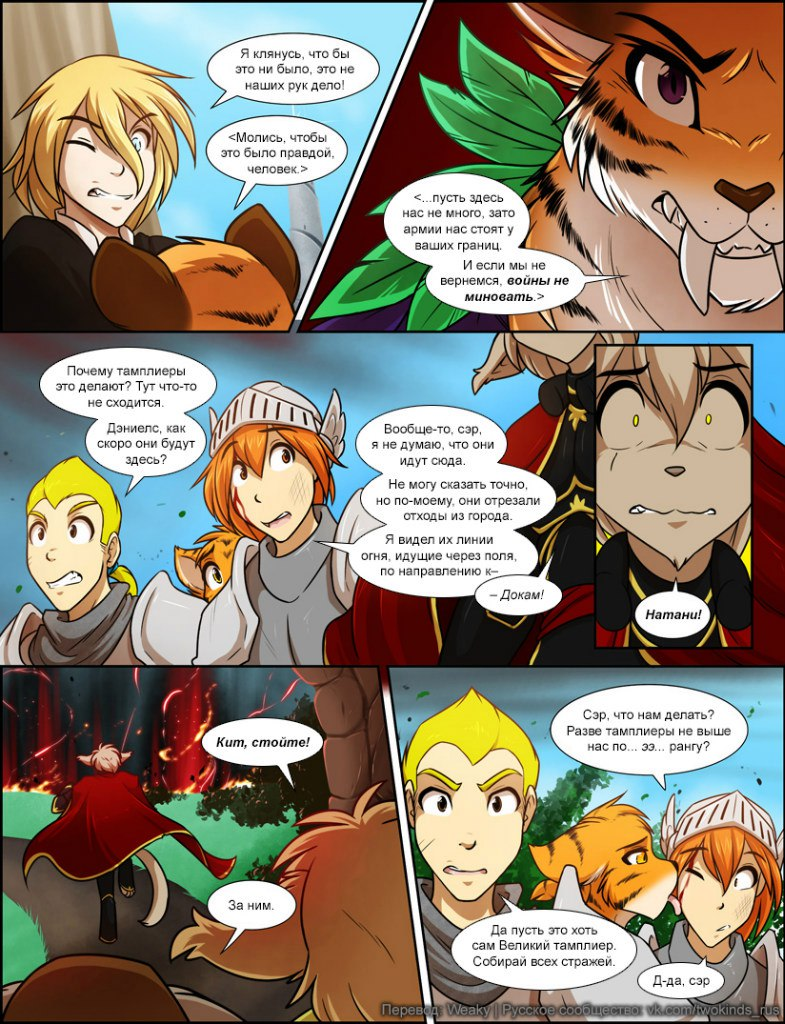 Я клянусь, что бы
это ни было, это не
наших рук дело!
<Молись, чтобы
это было правдой,
человек.>
<...пусть здесь
нас не много, зато
армии нас стоят у
ваших границ.
И если мы не
вернемся, войны не
миновать.>
Почему тамплиеры
это делают? Тут что-то
не сходится.
Дэниелс, как
скоро они будут
здесь?
Вообще-то, сэр,
я не думаю, что они
идут сюда.
Не могу сказать точно,
но по-моему, они отрезали
отходы из города.
Я видел их линии
огня, идущие через поля,
по направлению к–
– Докам!
Натани!
Кит, стойте!
За ним.
Сэр, что нам делать?
Разве тамплиеры не выше
нас по... ээ... рангу?
Да пусть это хоть
сам Великий тамплиер.
Собирай всех стражей.
Д-да, сэр
Перевод: Weaky | Русское сообщество: vk.com/twokinds_rus